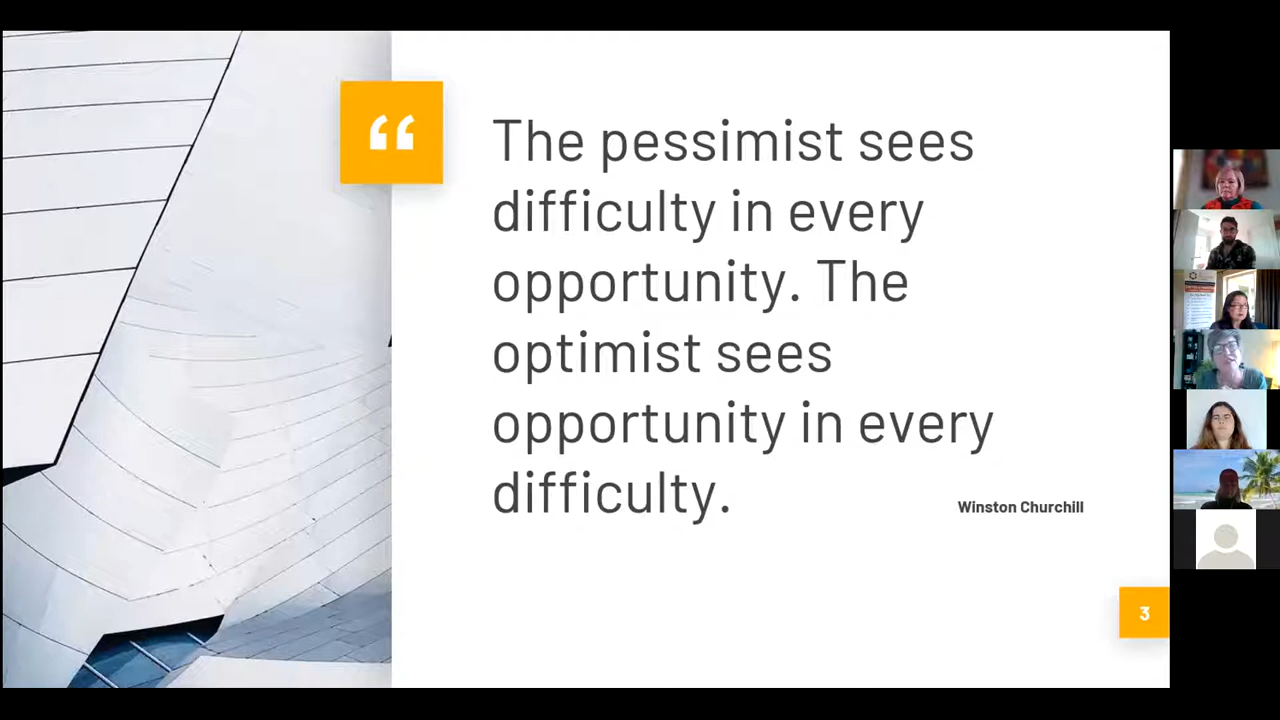 “
The pessimist sees
difficulty in every
opportunity. The
optimist sees
opportunity in every
difficulty.
Winston Churchill
3